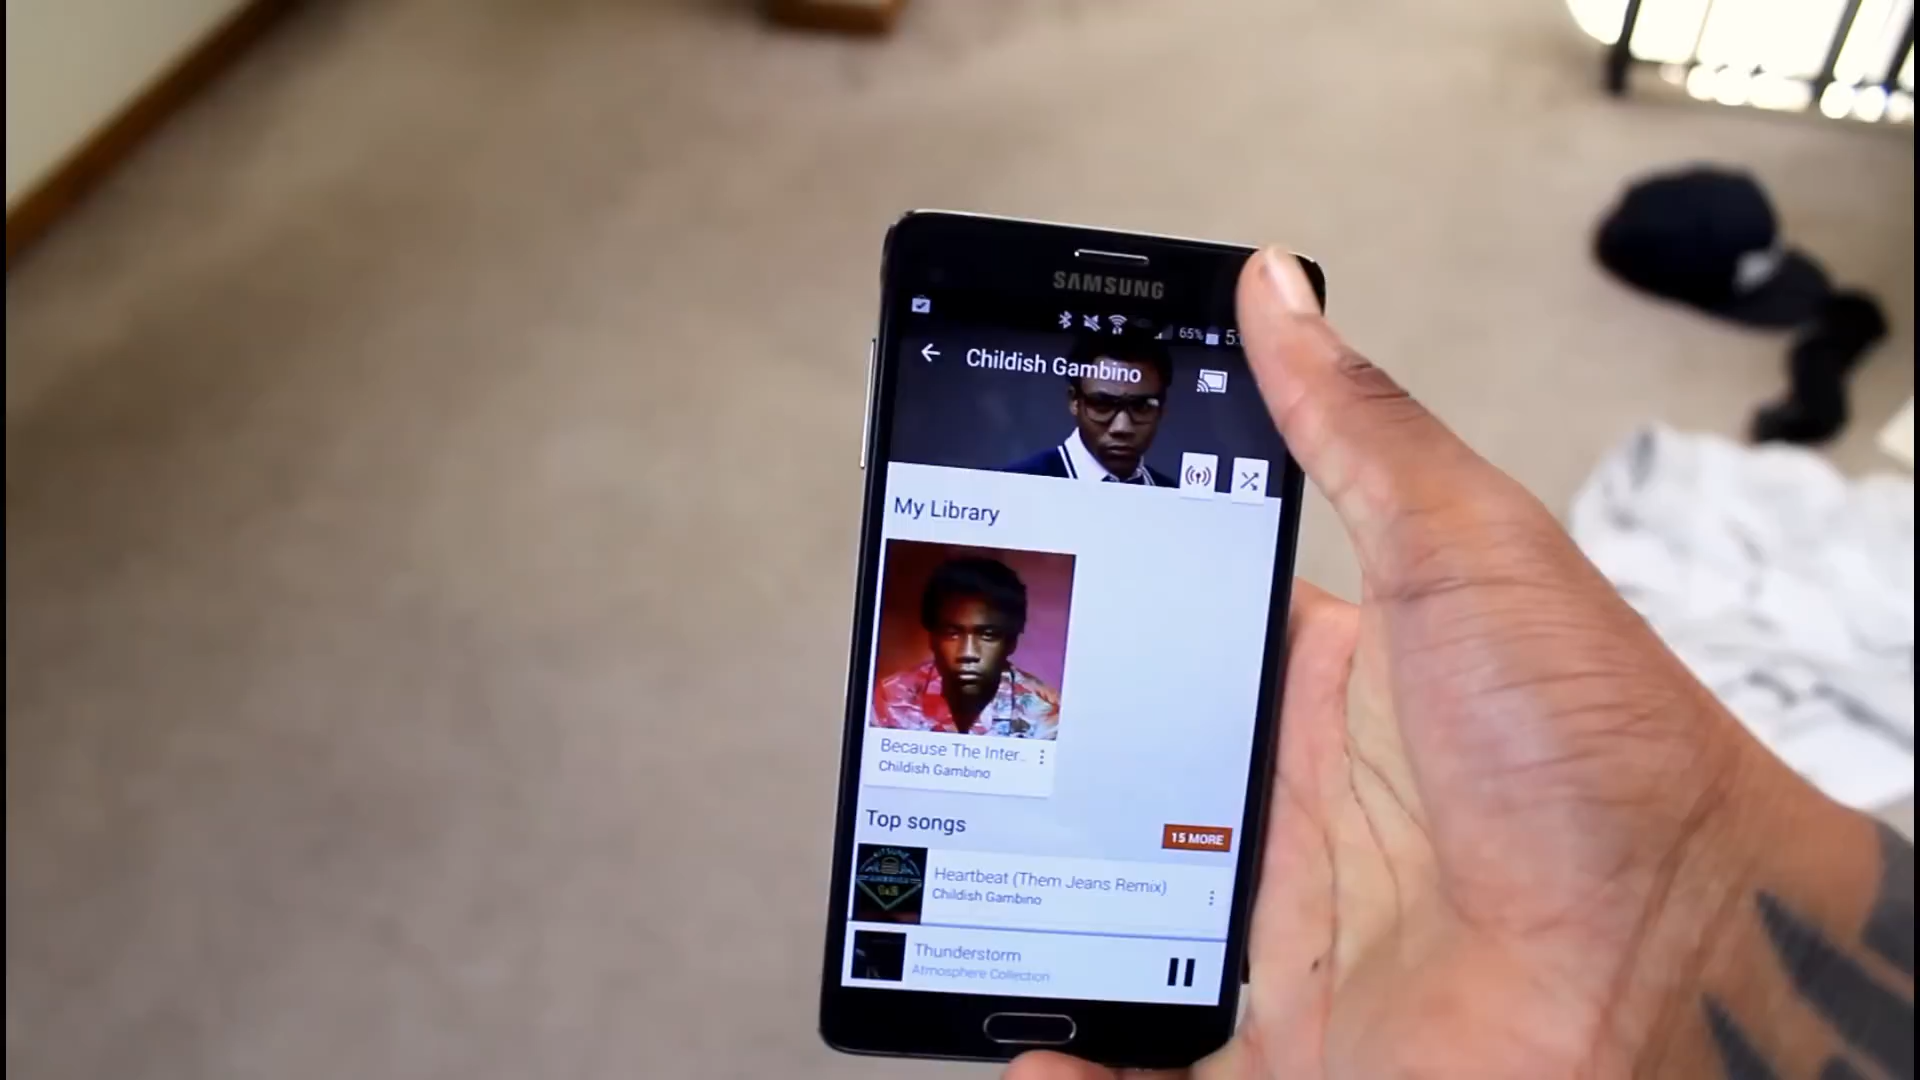 SAMSUNG
65%
Childish Gambino
My Library
Because The Inter..
Childish Gambino
Top songs
15 MORE
Heartbeat (Them Jeans Remix)
Childish Gambino
Thunderstorm
Atmosphere Collection